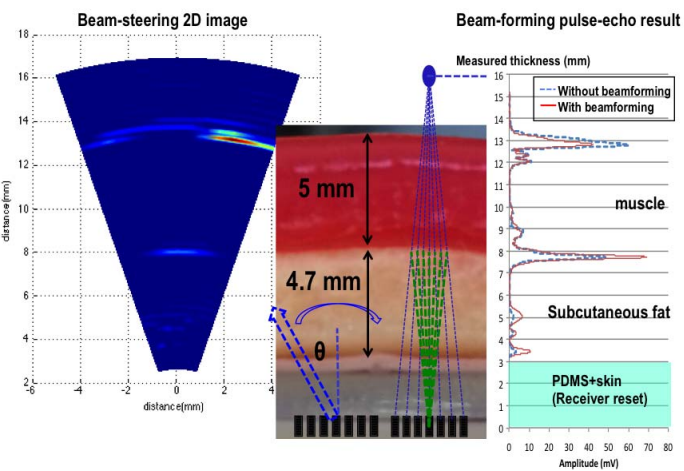 Beam-steering 2D image
18
16
14
12
10
8
6
4
2
distance(mm)
-6
-4
-2
0
2
4
distance(mm)
5 mm
4.7 mm
θ
Beam-forming pulse-echo result
Measured thickness (mm)
16
15
14
13
12
11
10
9
8
7
6
5
4
3
2
1
0
Without beamforming
With beamforming
muscle
Subcutaneous fat
PDMS+skin
(Receiver reset)
0 10 20 30 40 50 60 70 80
Amplitude (mV)